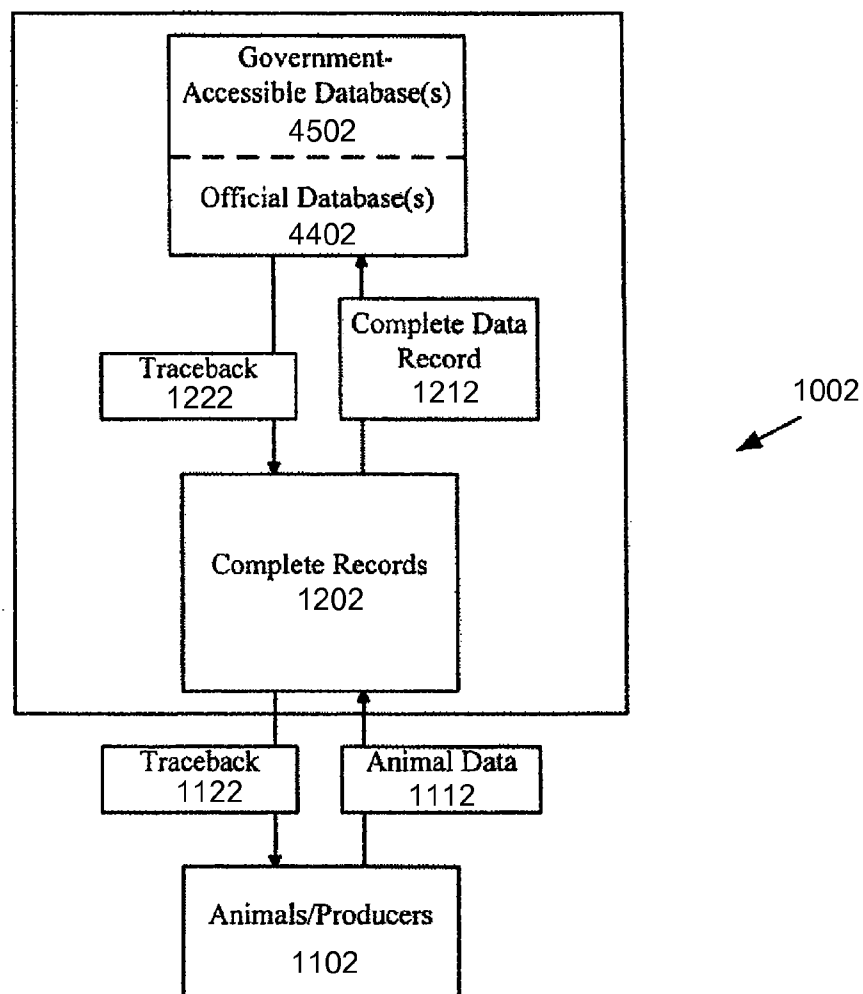 Government-
Accessible Database(s)
4502
Official Database(s)
4402
Complete Data
Record
1212
Traceback
1222
1002
Complete Records
1202
Traceback
1122
Animal Data
1112
Animals/Producers
1102